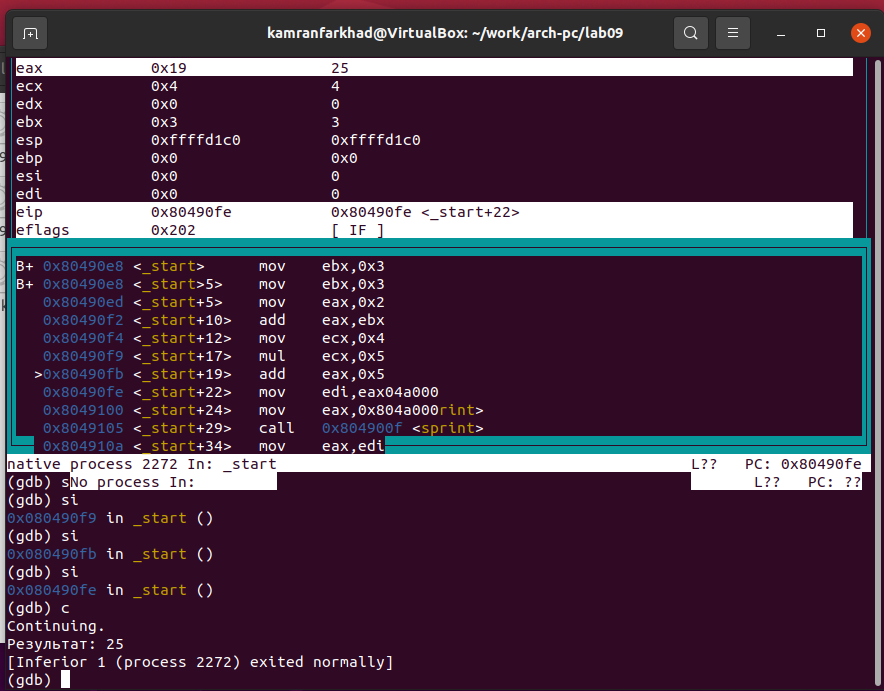 kamranfarkhad@VirtualBox: ~/work/arch-pc/lab09
eax 0x19 25
ecx 0x4 4
edx 0x0 0
ebx 0x3 3
esp 0xffffd1c0 0xffffd1c0
ebp 0x0 0x0
esi 0x0 0
edi 0x0 0
eip 0x80490fe 0x80490fe <_start+22>
eflags 0x202 [ IF ]
B+ 0x80490e8 <_start> mov ebx,0x3
B+ 0x80490e8 <_start>5> mov ebx,0x3
0x80490ed <_start+5> mov eax,0x2
0x80490f2 <_start+10> add eax,ebx
0x80490f4 <_start+12> mov ecx,0x4
0x80490f9 <_start+17> mul ecx,0x5
>0x80490fb <_start+19> add eax,0x5
0x80490fe <_start+22> mov edi,eax04a000
0x8049100 <_start+24> mov eax,0x804a000rint>
0x8049105 <_start+29> call 0x804900f <sprint>
0x804910a <_start+34> mov eax,edi
native process 2272 In: _start L?? PC: 0x80490fe
(gdb) sNo process In: L?? PC: ??
(gdb) si
0x080490f9 in _start ()
(gdb) si
0x080490fb in _start ()
(gdb) si
0x080490fe in _start ()
(gdb) c
Continuing.
Результат: 25
[Inferior 1 (process 2272) exited normally]
(gdb)